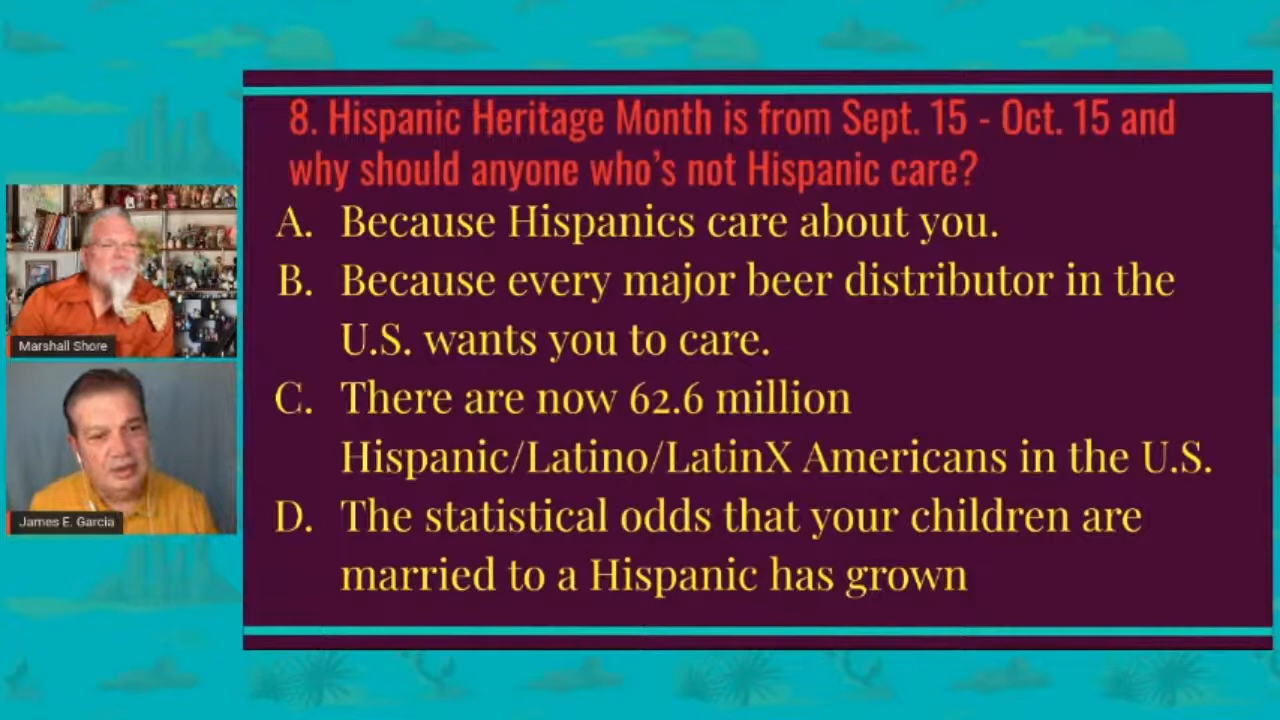 8. Hispanic Heritage Month is from Sept. 15 - Oct. 15 and
why should anyone who's not Hispanic care?
A. Because Hispanics care about you.
B. Because every major beer distributor in the
U.S. wants you to care.
C. There are now 62.6 million
Hispanic/Latino/LatinX Americans in the U.S.
D. The statistical odds that your children are
married to a Hispanic has grown
Marshall Shore
James E. Garcia